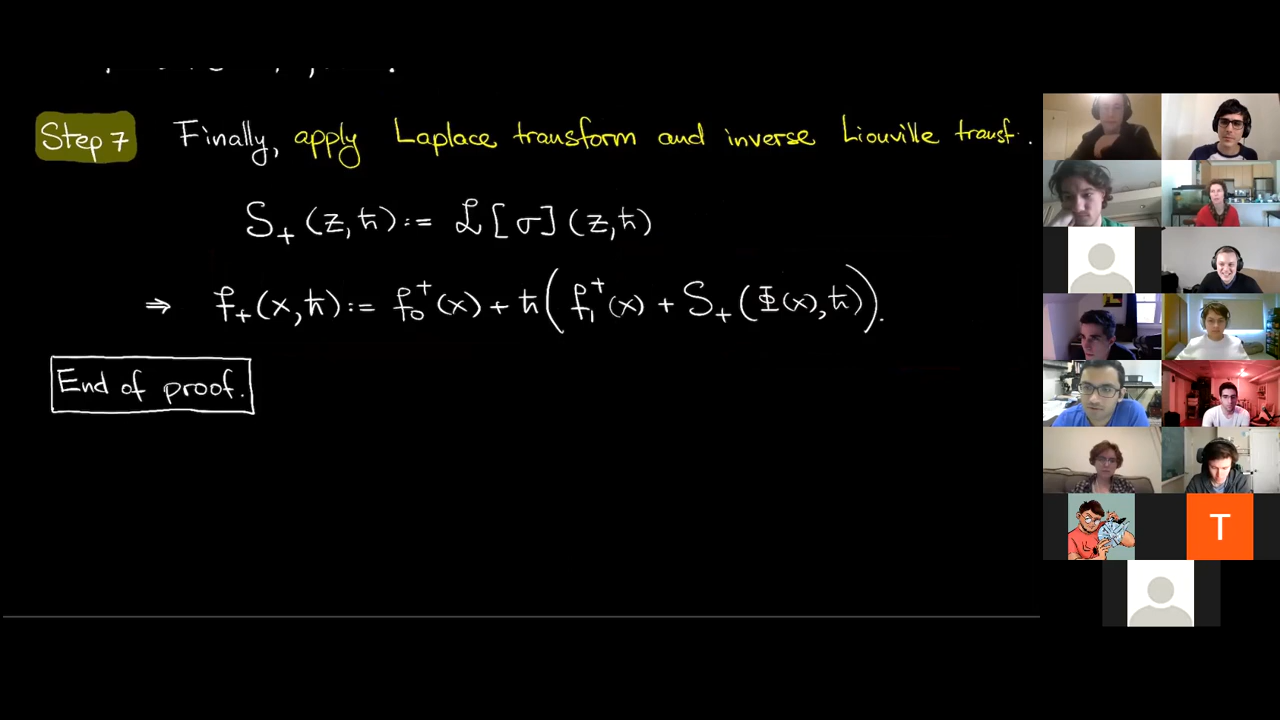 Step 7 Finally, apply Laplace transform and inverse Liouville transf.
S₊(z,ħ) := ℒ[σ](z,ħ)
⇒ f₊(x,ħ) := f₀⁺(x) + ħ(f₁⁺(x) + S₊(Φ(x),ħ)).
End of proof.
T